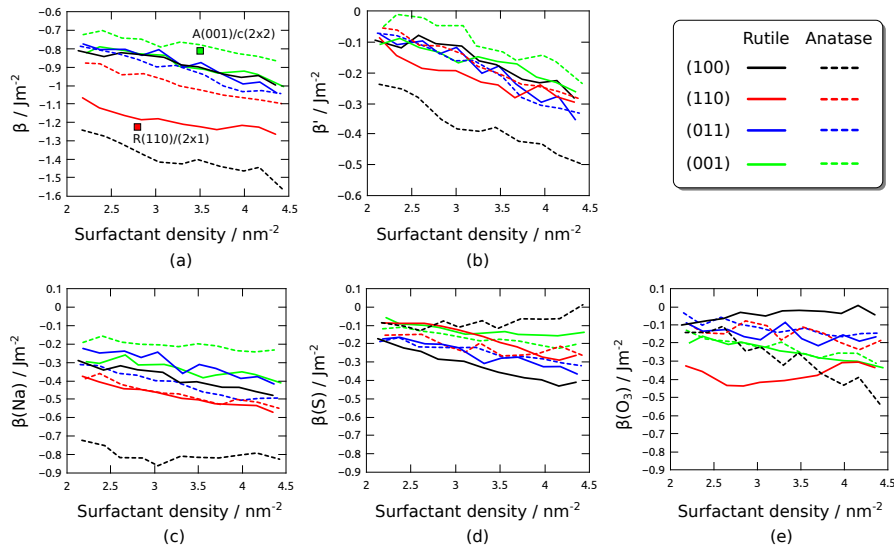 -0.5
-0.6
-0.7
-0.8
-0.9
-1
-1.1
-1.2
-1.3
-1.4
-1.5
-1.6
2 2.5 3 3.5 4 4.5
β / Jm-2
A(001)/c(2x2)
R(110)/(2x1)
Surfactant density / nm-2
(a)
0
-0.1
-0.2
-0.3
-0.4
-0.5
-0.6
2 2.5 3 3.5 4 4.5
β' / Jm-2
Surfactant density / nm-2
(b)
Rutile Anatase
(100)
(110)
(011)
(001)
0.1
0
-0.1
-0.2
-0.3
-0.4
-0.5
-0.6
-0.7
-0.8
-0.9
2 2.5 3 3.5 4 4.5
β(Na) / Jm-2
Surfactant density / nm-2
(c)
0.1
0
-0.1
-0.2
-0.3
-0.4
-0.5
-0.6
-0.7
-0.8
-0.9
2 2.5 3 3.5 4 4.5
β(S) / Jm-2
Surfactant density / nm-2
(d)
0.1
0
-0.1
-0.2
-0.3
-0.4
-0.5
-0.6
-0.7
-0.8
-0.9
2 2.5 3 3.5 4 4.5
β(O3) / Jm-2
Surfactant density / nm-2
(e)